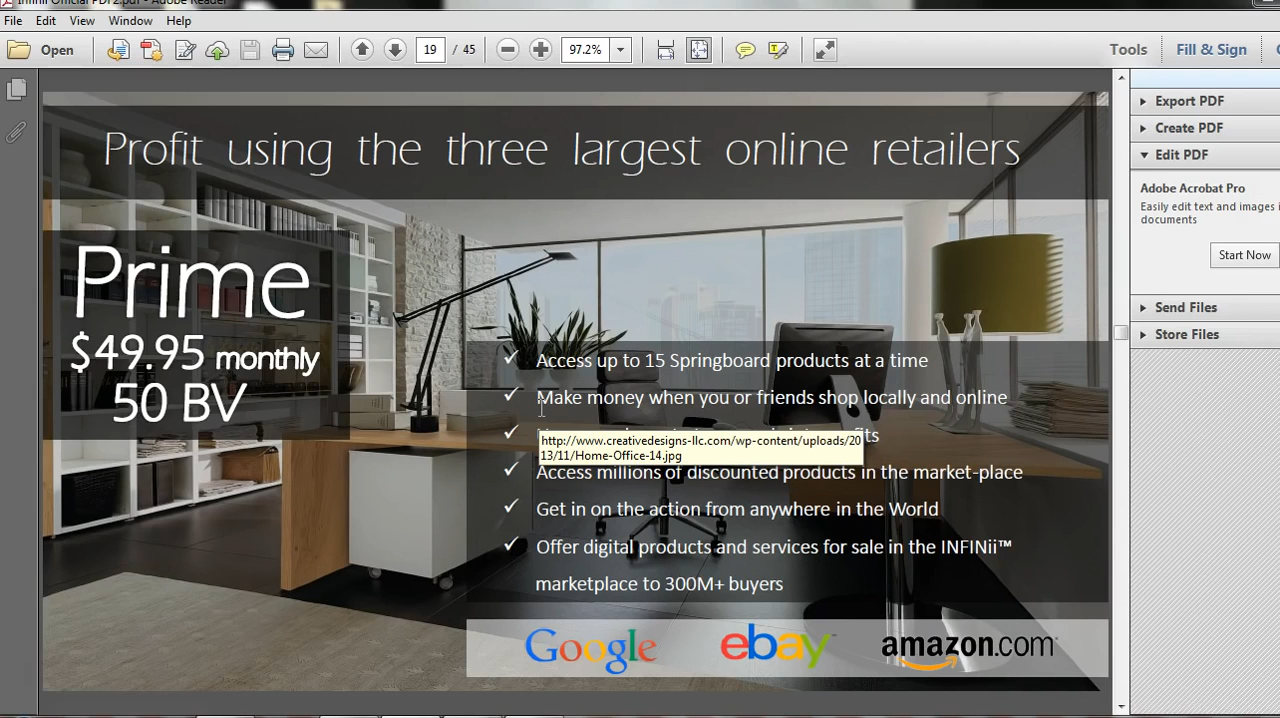 Infinii Official PDF2.pdf - Adobe Reader
File Edit View Window Help
Open 19 / 45 97.2% Tools Fill & Sign
Export PDF
Create PDF
Edit PDF
Adobe Acrobat Pro
Easily edit text and images i
documents
Start Now
Send Files
Store Files
Profit using the three largest online retailers
Prime
$49.95 monthly
50 BV
✓ Access up to 15 Springboard products at a time
✓ Make money when you or friends shop locally and online
http://www.creativedesigns-llc.com/wp-content/uploads/20
13/11/Home-Office-14.jpg
✓ Access millions of discounted products in the market-place
✓ Get in on the action from anywhere in the World
✓ Offer digital products and services for sale in the INFINii™
marketplace to 300M+ buyers
Google ebay™ amazon.com